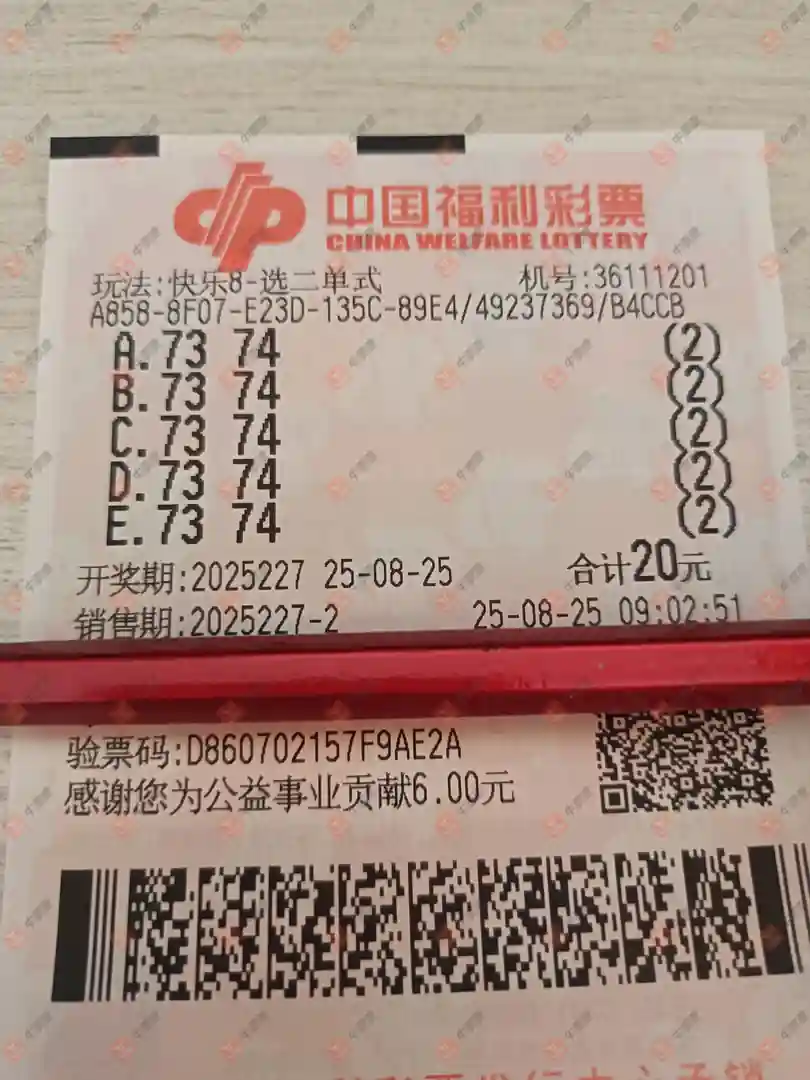 中国福利彩票
CHINA WELFARE LOTTERY
玩法:快乐8-选二单式 机号:36111201
A858-8F07-E23D-135C-89E4/49237369/B4CCB
A.73 74 (2)
B.73 74 (2)
C.73 74 (2)
D.73 74 (2)
E.73 74 (2)
开奖期:2025227 25-08-25 合计20元
销售期:2025227-2 25-08-25 09:02:51
验票码:D860702157F9AE2A
感谢您为公益事业贡献6.00元